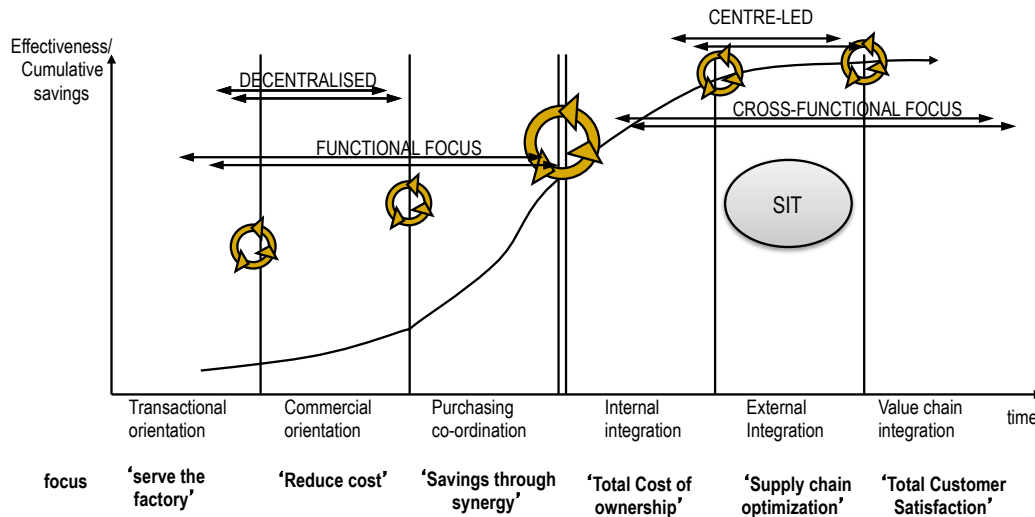 CENTRE-LED
Effectiveness/
Cumulative
savings
DECENTRALISED
CROSS-FUNCTIONAL FOCUS
FUNCTIONAL FOCUS
SIT
Transactional
orientation
Commercial
orientation
Purchasing
co-ordination
Internal
integration
External
Integration
Value chain
integration
time
focus
‘serve the
factory’
‘Reduce cost’
‘Savings through
synergy’
‘Total Cost of
ownership’
‘Supply chain
optimization’
‘Total Customer
Satisfaction’